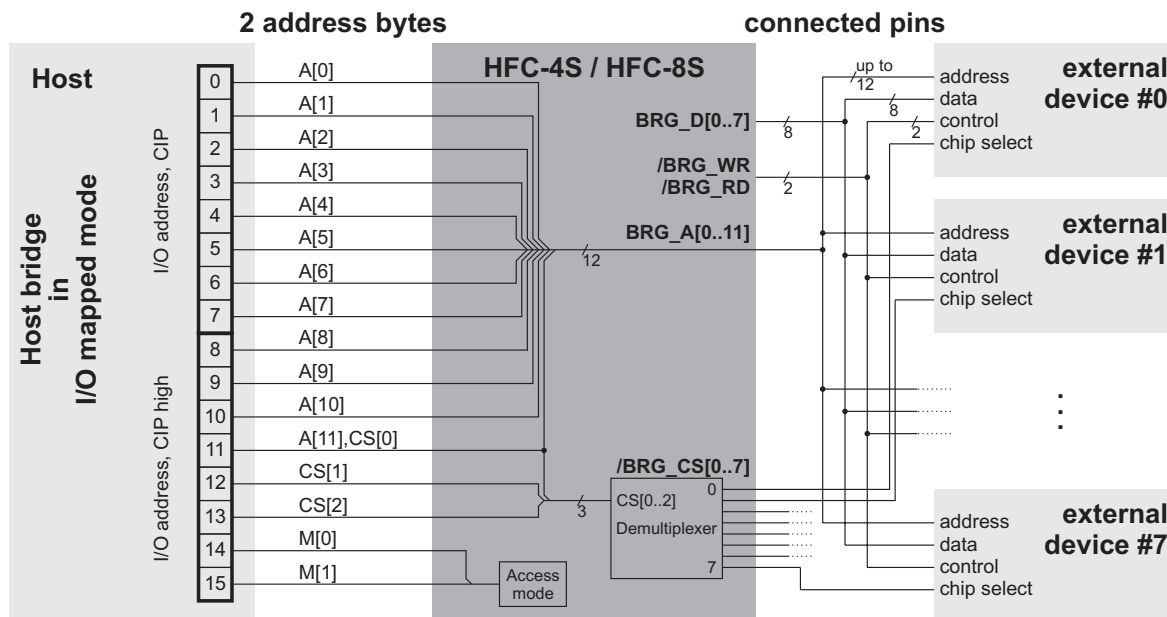 2 address bytes
connected pins
Host
Host bridge
in
I/O mapped mode
I/O address, CIP
I/O address, CIP high
0
1
2
3
4
5
6
7
8
9
10
11
12
13
14
15
A[0]
A[1]
A[2]
A[3]
A[4]
A[5]
A[6]
A[7]
A[8]
A[9]
A[10]
A[11],CS[0]
CS[1]
CS[2]
M[0]
M[1]
HFC-4S / HFC-8S
BRG_D[0..7]
8
/BRG_WR
/BRG_RD
2
BRG_A[0..11]
12
/BRG_CS[0..7]
3
CS[0..2]
Demultiplexer
0
7
Access
mode
up to
12
8
2
address
data
control
chip select
external
device #0
address
data
control
chip select
external
device #1
address
data
control
chip select
external
device #7